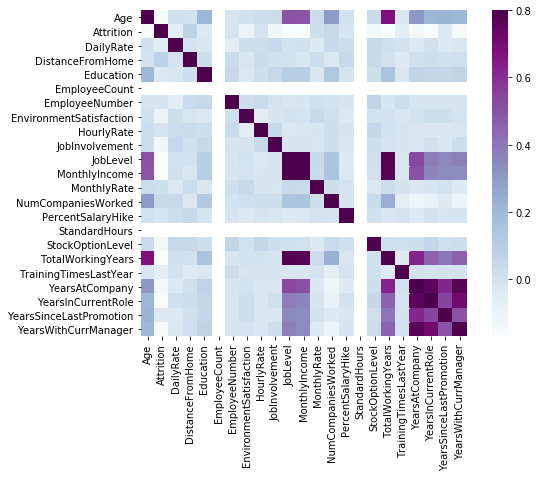 Age
Attrition
DailyRate
DistanceFromHome
Education
EmployeeCount
EmployeeNumber
EnvironmentSatisfaction
HourlyRate
JobInvolvement
JobLevel
MonthlyIncome
MonthlyRate
NumCompaniesWorked
PercentSalaryHike
StandardHours
StockOptionLevel
TotalWorkingYears
TrainingTimesLastYear
YearsAtCompany
YearsInCurrentRole
YearsSinceLastPromotion
YearsWithCurrManager
Age
Attrition
DailyRate
DistanceFromHome
Education
EmployeeCount
EmployeeNumber
EnvironmentSatisfaction
HourlyRate
JobInvolvement
JobLevel
MonthlyIncome
MonthlyRate
NumCompaniesWorked
PercentSalaryHike
StandardHours
StockOptionLevel
TotalWorkingYears
TrainingTimesLastYear
YearsAtCompany
YearsInCurrentRole
YearsSinceLastPromotion
YearsWithCurrManager
0.8
0.6
0.4
0.2
0.0